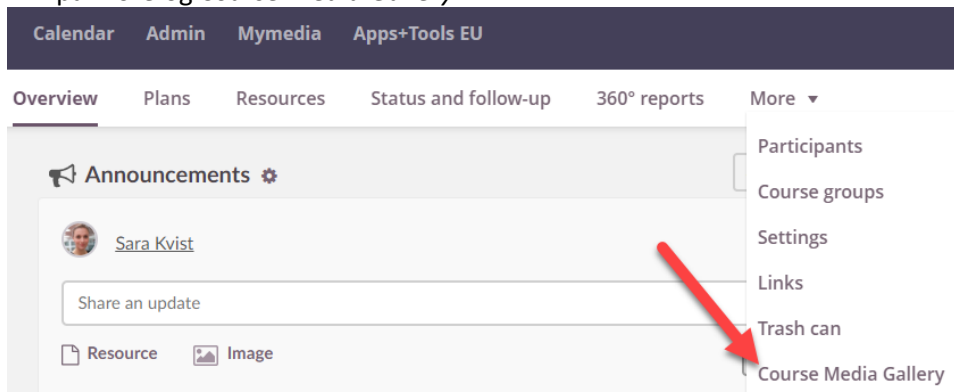 Calendar Admin Mymedia Apps+Tools EU
Overview Plans Resources Status and follow-up 360° reports More
Announcements
Sara Kvist
Share an update
Resource Image
Participants
Course groups
Settings
Links
Trash can
Course Media Gallery